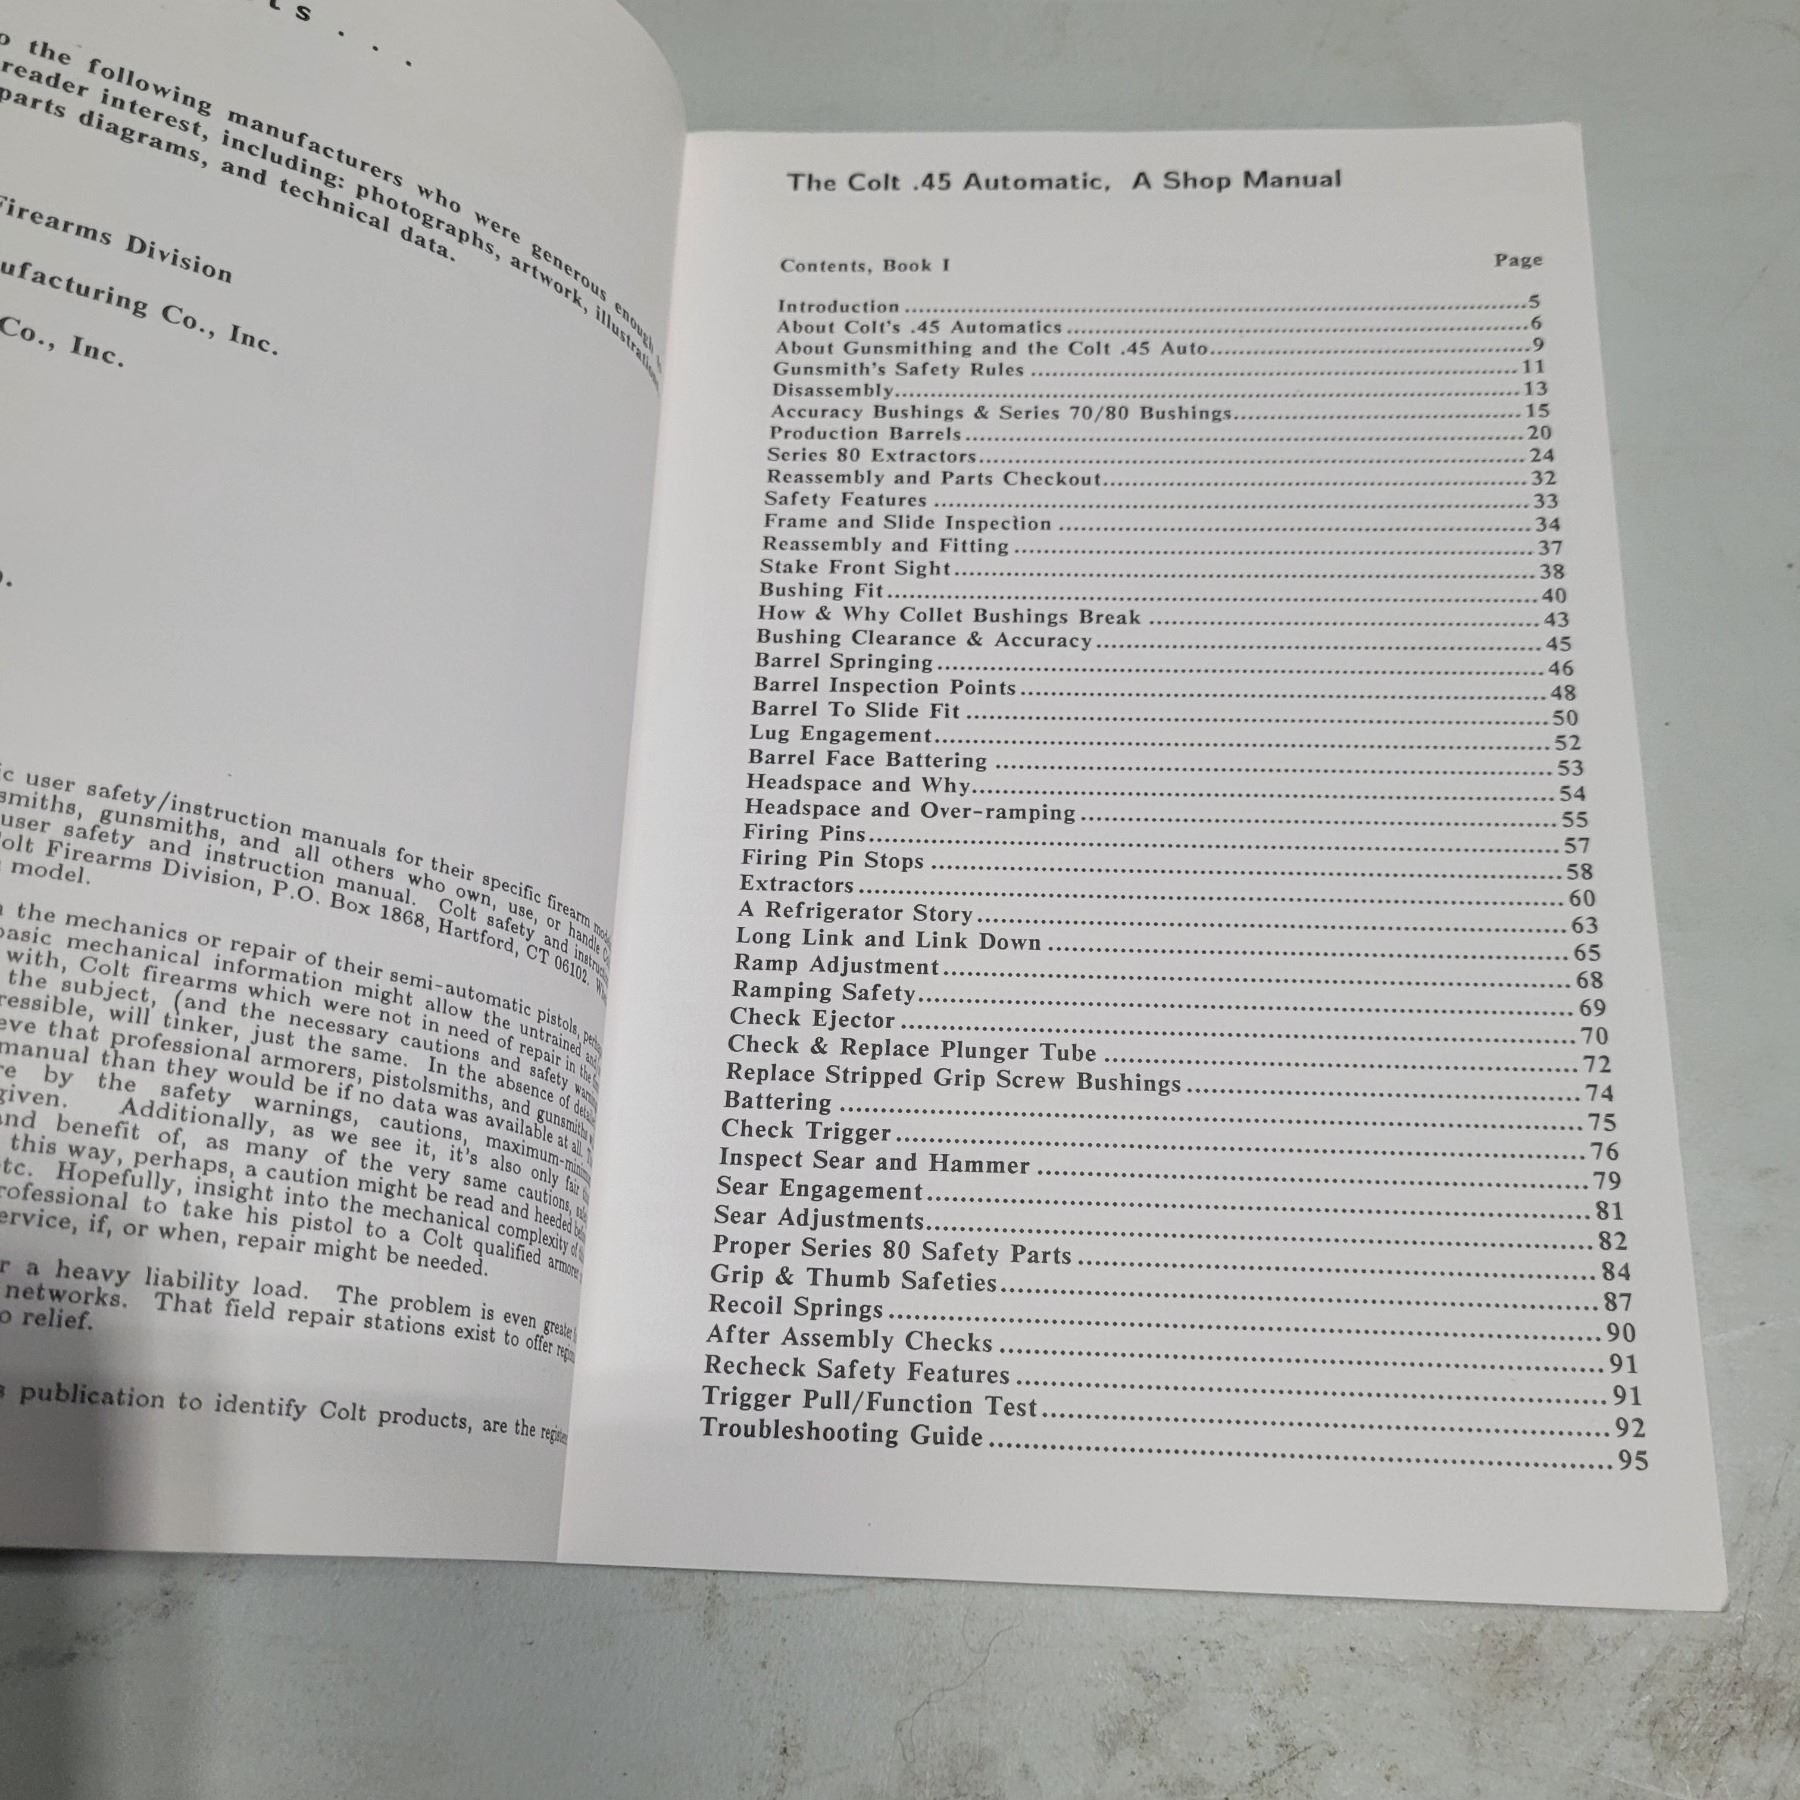 the following manufacturers who were generous enough
reader interest, including: photographs, artwork,
parts diagrams, and technical data.
Firearms Division
Co., Inc.
Co., Inc.
user safety/instruction manuals for their specific firearm
gunsmiths, and all others who own, use, or handle
user safety and instruction manual. Colt safety and
Colt Firearms Division, P.O. Box 1868, Hartford, CT 06102.
model.
the mechanics or repair of their semi-automatic pistols,
basic mechanical information might allow the untrained
with, Colt firearms which were not in need of repair in the
the subject, (and the necessary cautions and safety
will tinker, just the same. In the absence of
that professional armorers, pistolsmiths, and gunsmiths
manual than they would be if no data was available at all.
by the safety warnings, cautions,
given. Additionally, as we see it, it's also only fair
and benefit of, as many of the very same cautions,
this way, perhaps, a caution might be read and heeded
etc. Hopefully, insight into the mechanical complexity of
professional to take his pistol to a Colt qualified armorer
service, if, or when, repair might be needed.
a heavy liability load. The problem is even greater
networks. That field repair stations exist to offer
relief.
publication to identify Colt products, are the
The Colt .45 Automatic, A Shop Manual
Contents, Book I Page
Introduction 5
About Colt's .45 Automatics 6
About Gunsmithing and the Colt .45 Auto 9
Gunsmith's Safety Rules 11
Disassembly 13
Accuracy Bushings & Series 70/80 Bushings 15
Production Barrels 20
Series 80 Extractors 24
Reassembly and Parts Checkout 32
Safety Features 33
Frame and Slide Inspection 34
Reassembly and Fitting 37
Stake Front Sight 38
Bushing Fit 40
How & Why Collet Bushings Break 43
Bushing Clearance & Accuracy 45
Barrel Springing 46
Barrel Inspection Points 48
Barrel To Slide Fit 50
Lug Engagement 52
Barrel Face Battering 53
Headspace and Why 54
Headspace and Over-ramping 55
Firing Pins 57
Firing Pin Stops 58
Extractors 60
A Refrigerator Story 63
Long Link and Link Down 65
Ramp Adjustment 68
Ramping Safety 69
Check Ejector 70
Check & Replace Plunger Tube 72
Replace Stripped Grip Screw Bushings 74
Battering 75
Check Trigger 76
Inspect Sear and Hammer 79
Sear Engagement 81
Sear Adjustments 82
Proper Series 80 Safety Parts 84
Grip & Thumb Safeties 87
Recoil Springs 90
After Assembly Checks 91
Recheck Safety Features 91
Trigger Pull/Function Test 92
Troubleshooting Guide 95